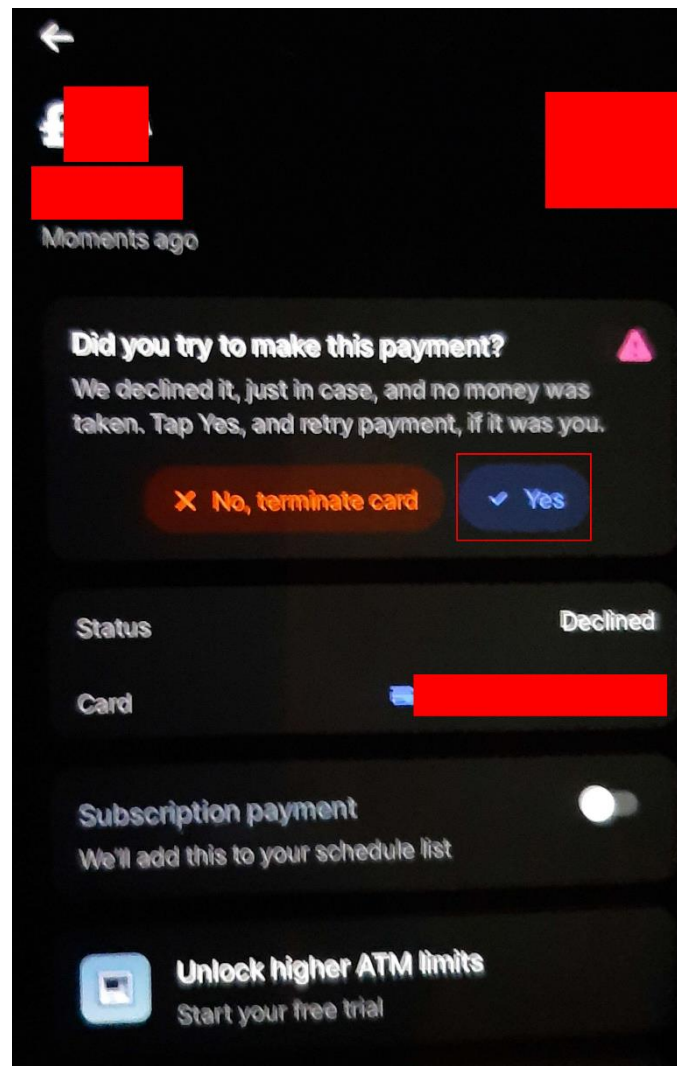 £
Moments ago
Did you try to make this payment?
We declined it, just in case, and no money was
taken. Tap Yes, and retry payment, if it was you.
No, terminate card
Yes
Status
Declined
Card
Subscription payment
We'll add this to your schedule list
Unlock higher ATM limits
Start your free trial